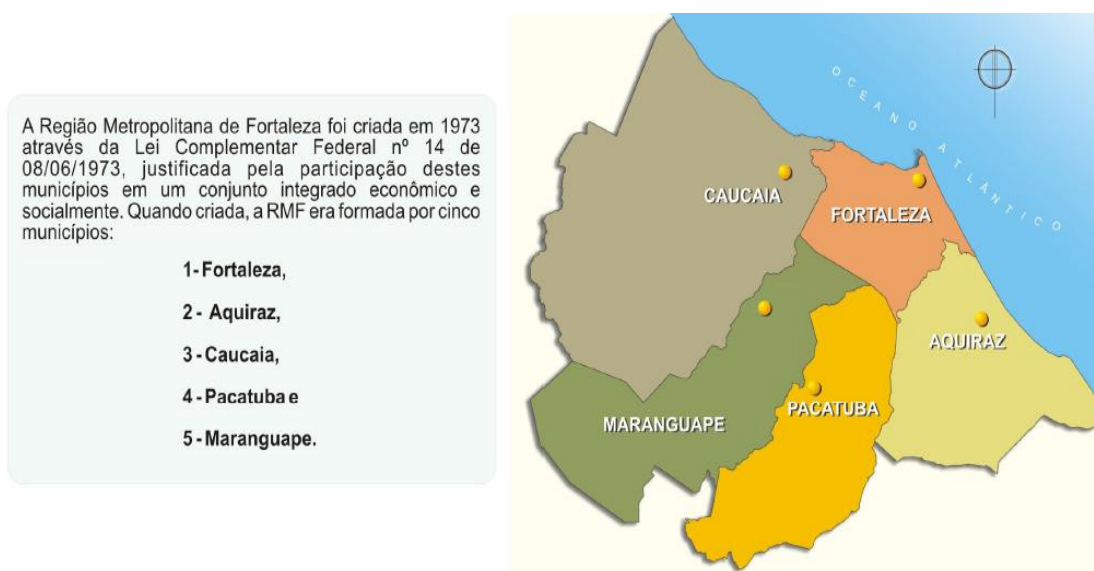 A Região Metropolitana de Fortaleza foi criada em 1973
através da Lei Complementar Federal nº 14 de
08/06/1973, justificada pela participação destes
municípios em um conjunto integrado econômico e
socialmente. Quando criada, a RMF era formada por cinco
municípios:
1- Fortaleza,
2 - Aquiraz,
3 - Caucaia,
4 - Pacatuba e
5 - Maranguape.
OCEANO ATLÂNTICO
CAUCAIA
FORTALEZA
AQUIRAZ
PACATUBA
MARANGUAPE